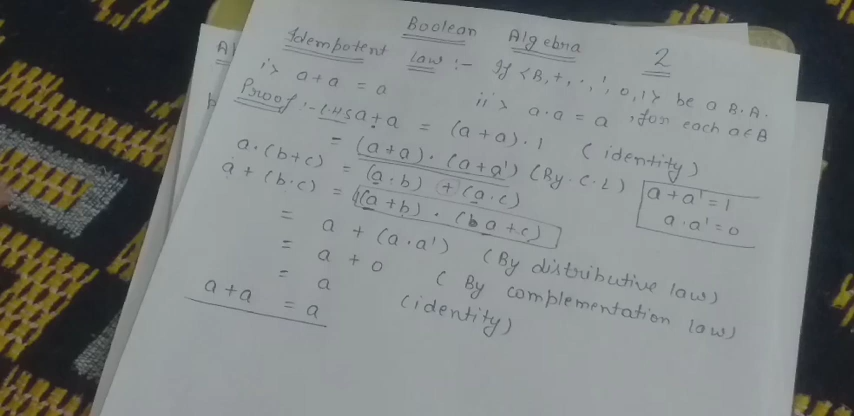 Boolean Algebra 2
Idempotent Law :- If <B, +, ·, ', 0, 1> be a B.A.
i> a+a = a ii> a.a = a , for each a∈B
Proof :- LHS a+a = (a+a).1 (identity)
= (a+a).(a+a') (By.C.L) a+a'=1
a.(b+c) = (a.b) + (a.c) a.a'=0
a+(b.c) = (a+b).(b a+c)
= a+(a.a') (By distributive law)
= a+0 (By complementation law)
= a (identity)
a+a = a